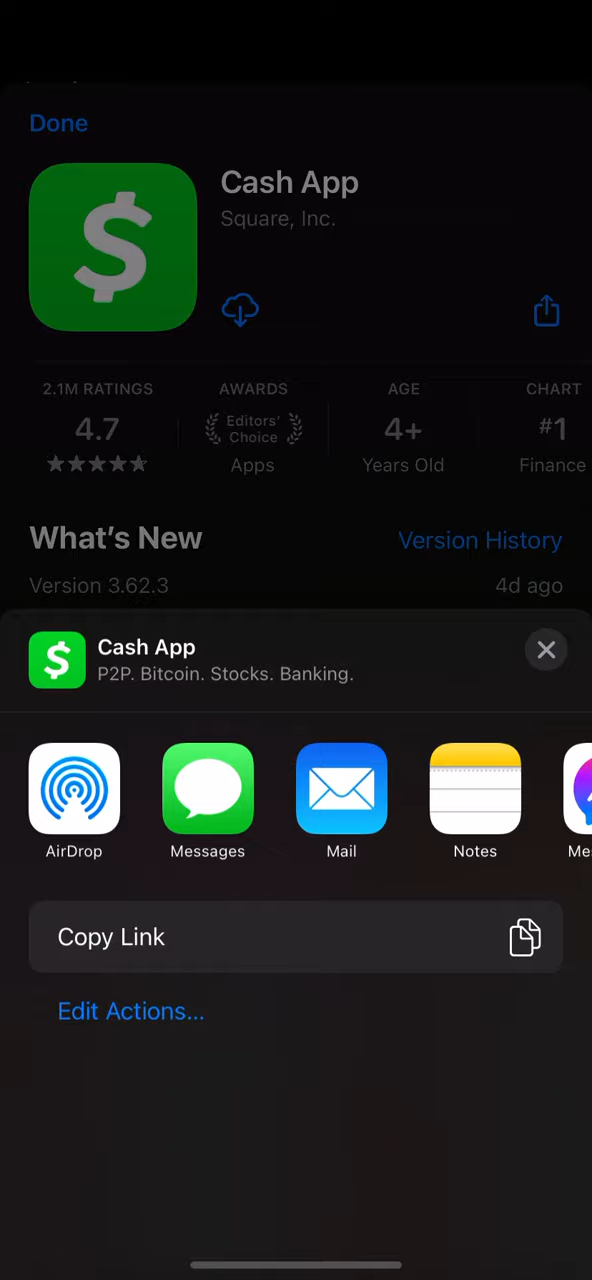 Done
Cash App
Square, Inc.
2.1M RATINGS
4.7
AWARDS
Editors'
Choice
Apps
AGE
4+
Years Old
CHART
#1
Finance
What's New
Version History
Version 3.62.3
4d ago
Cash App
P2P. Bitcoin. Stocks. Banking.
AirDrop
Messages
Mail
Notes
Me
Copy Link
Edit Actions...